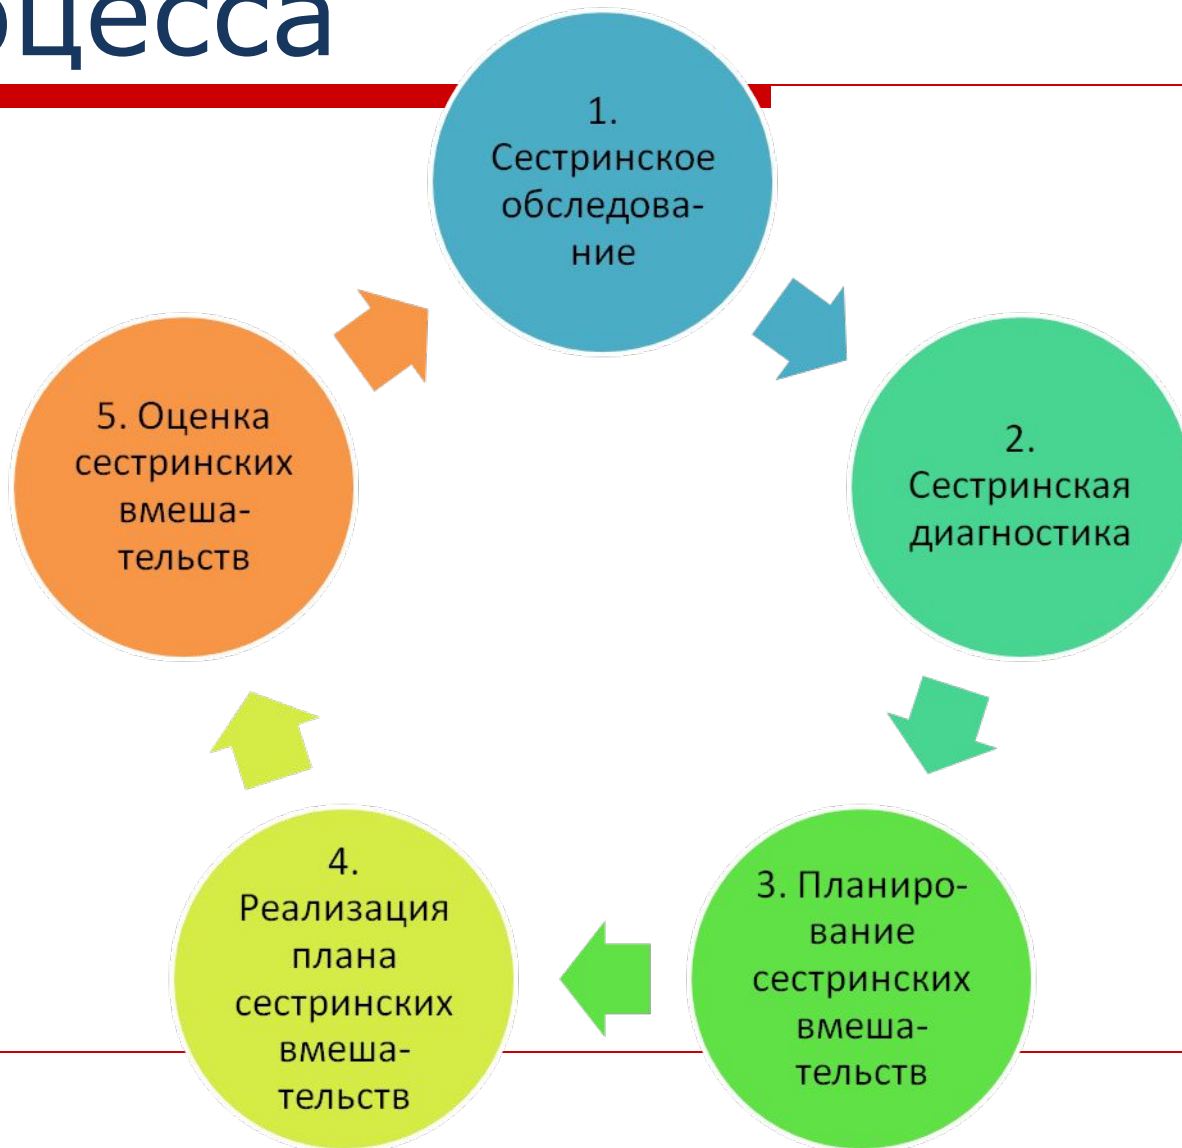 оцесса
1.
Сестринское
обследова-
ние
2.
Сестринская
диагностика
3. Планиро-
вание
сестринских
вмеша-
тельств
4.
Реализация
плана
сестринских
вмеша-
тельств
5. Оценка
сестринских
вмеша-
тельств